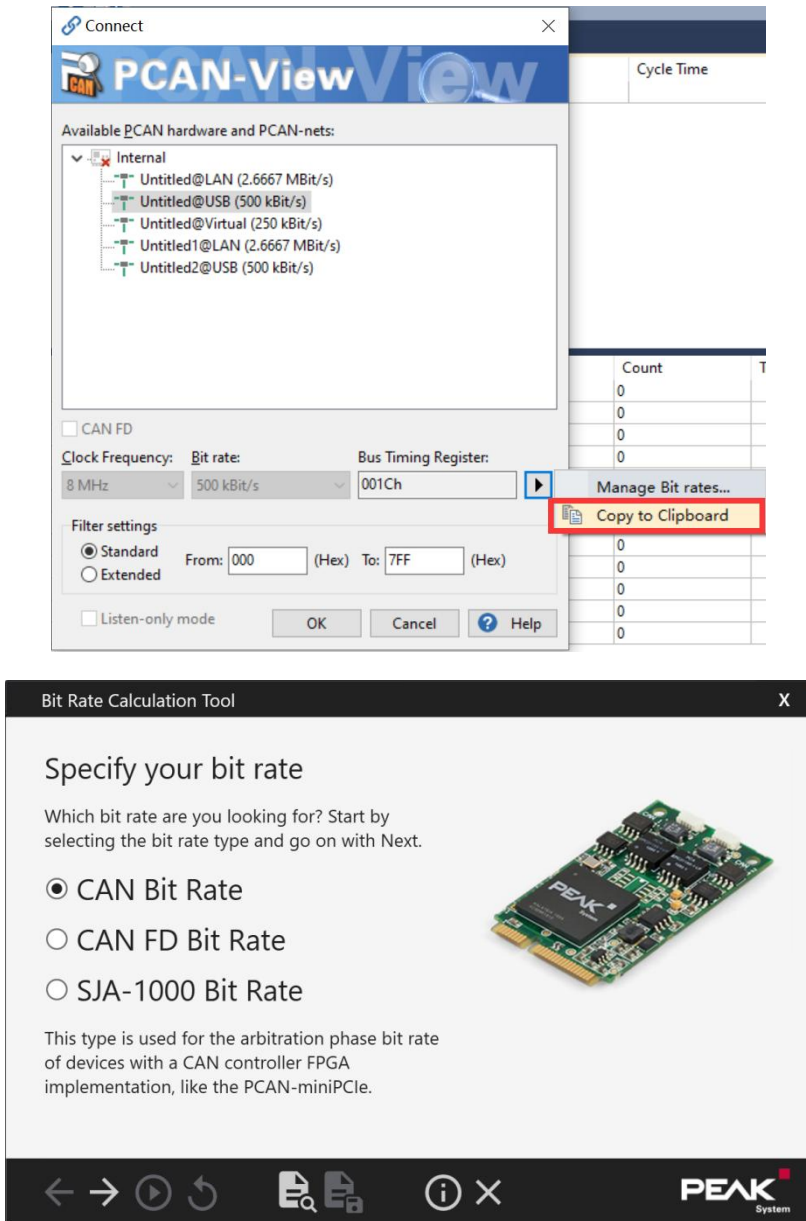 Connect
PCAN-View
Cycle Time
Available PCAN hardware and PCAN-nets:
Internal
Untitled@LAN (2.6667 MBit/s)
Untitled@USB (500 kBit/s)
Untitled@Virtual (250 kBit/s)
Untitled1@LAN (2.6667 MBit/s)
Untitled2@USB (500 kBit/s)
Count T
0
0
0
0
CAN FD
Clock Frequency: Bit rate: Bus Timing Register:
8 MHz 500 kBit/s 001Ch
Manage Bit rates...
Copy to Clipboard
Filter settings
Standard
Extended
From: 000 (Hex) To: 7FF (Hex)
0
0
0
0
0
Listen-only mode OK Cancel Help
Bit Rate Calculation Tool X
Specify your bit rate
Which bit rate are you looking for? Start by
selecting the bit rate type and go on with Next.
CAN Bit Rate
CAN FD Bit Rate
SJA-1000 Bit Rate
This type is used for the arbitration phase bit rate
of devices with a CAN controller FPGA
implementation, like the PCAN-miniPCIe.
PEAK
System
PEAK
System